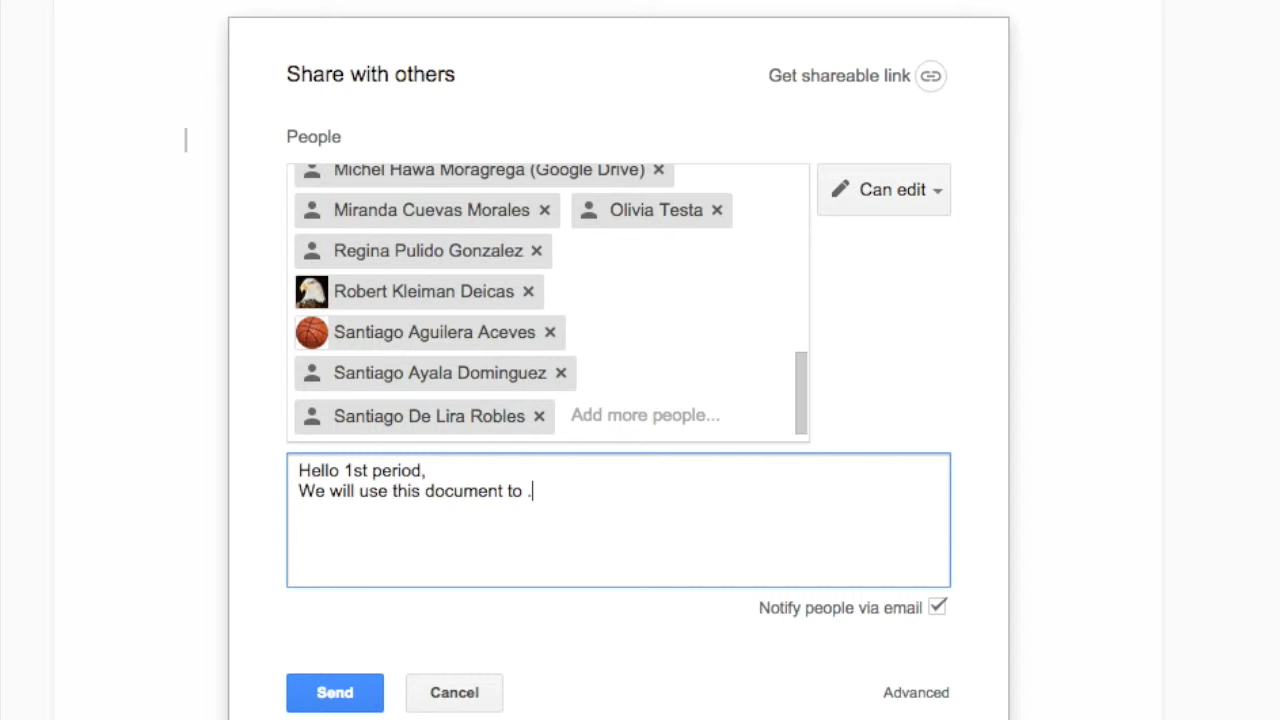 Share with others
Get shareable link
People
Michel Hawa Moragrega (Google Drive) ×
Can edit
Miranda Cuevas Morales × Olivia Testa ×
Regina Pulido Gonzalez ×
Robert Kleiman Deicas ×
Santiago Aguilera Aceves ×
Santiago Ayala Dominguez ×
Santiago De Lira Robles × Add more people...
Hello 1st period,
We will use this document to .
Notify people via email
Send Cancel Advanced